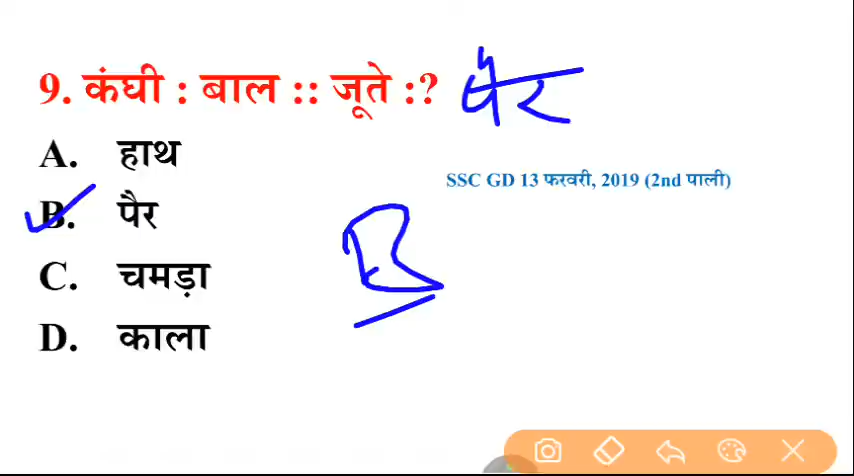 9. कंघी : बाल :: जूते :? पैर
A. हाथ
SSC GD 13 फरवरी, 2019 (2nd पाली)
B. पैर
C. चमड़ा
D. काला